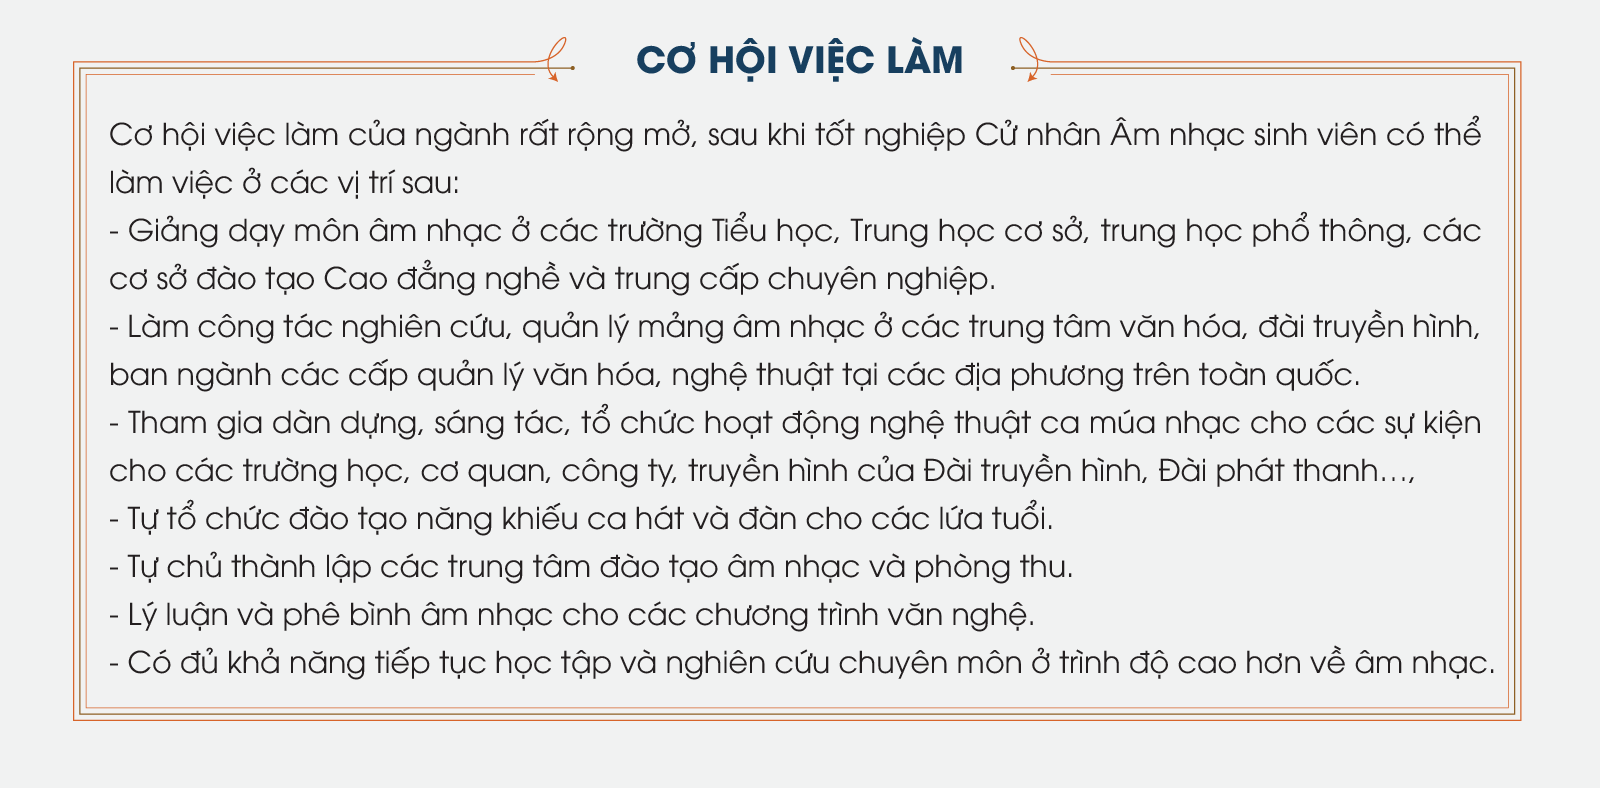 CƠ HỘI VIỆC LÀM
Cơ hội việc làm của ngành rất rộng mở, sau khi tốt nghiệp Cử nhân Âm nhạc sinh viên có thể
làm việc ở các vị trí sau:
- Giảng dạy môn âm nhạc ở các trường Tiểu học, Trung học cơ sở, trung học phổ thông, các
cơ sở đào tạo Cao đẳng nghề và trung cấp chuyên nghiệp.
- Làm công tác nghiên cứu, quản lý mảng âm nhạc ở các trung tâm văn hóa, đài truyền hình,
ban ngành các cấp quản lý văn hóa, nghệ thuật tại các địa phương trên toàn quốc.
- Tham gia dàn dựng, sáng tác, tổ chức hoạt động nghệ thuật ca múa nhạc cho các sự kiện
cho các trường học, cơ quan, công ty, truyền hình của Đài truyền hình, Đài phát thanh...,
- Tự tổ chức đào tạo năng khiếu ca hát và đàn cho các lứa tuổi.
- Tự chủ thành lập các trung tâm đào tạo âm nhạc và phòng thu.
- Lý luận và phê bình âm nhạc cho các chương trình văn nghệ.
- Có đủ khả năng tiếp tục học tập và nghiên cứu chuyên môn ở trình độ cao hơn về âm nhạc.